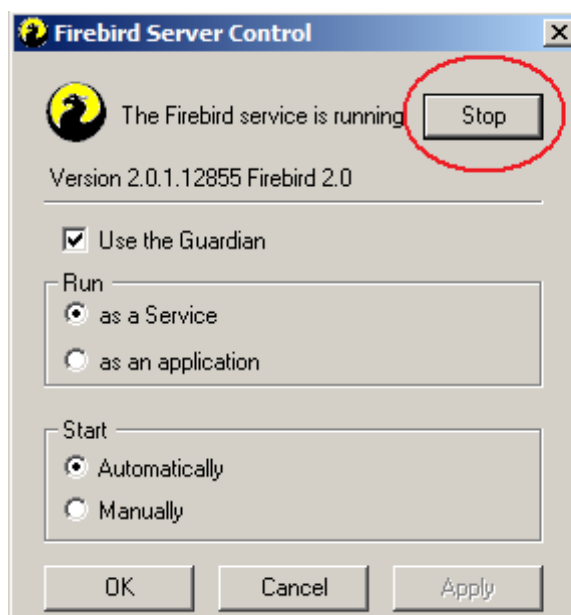 Firebird Server Control
The Firebird service is running
Stop
Version 2.0.1.12855 Firebird 2.0
Use the Guardian
Run
as a Service
as an application
Start
Automatically
Manually
OK Cancel Apply